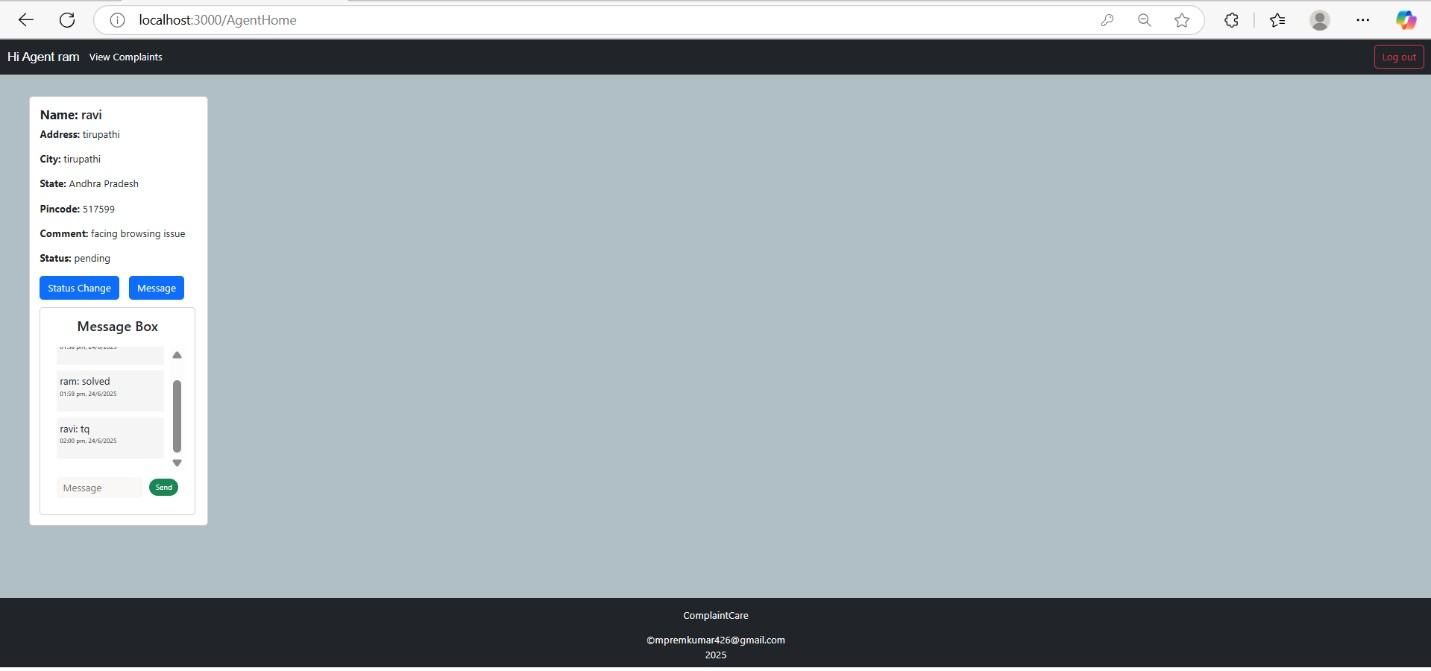 localhost:3000/AgentHome
Hi Agent ram View Complaints Log out
Name: ravi
Address: tirupathi
City: tirupathi
State: Andhra Pradesh
Pincode: 517599
Comment: facing browsing issue
Status: pending
Status Change Message
Message Box
ram: solved
01:59 pm, 24/6/2025
ravi: tq
02:00 pm, 24/6/2025
Message Send
ComplaintCare
©mpremkumar426@gmail.com
2025